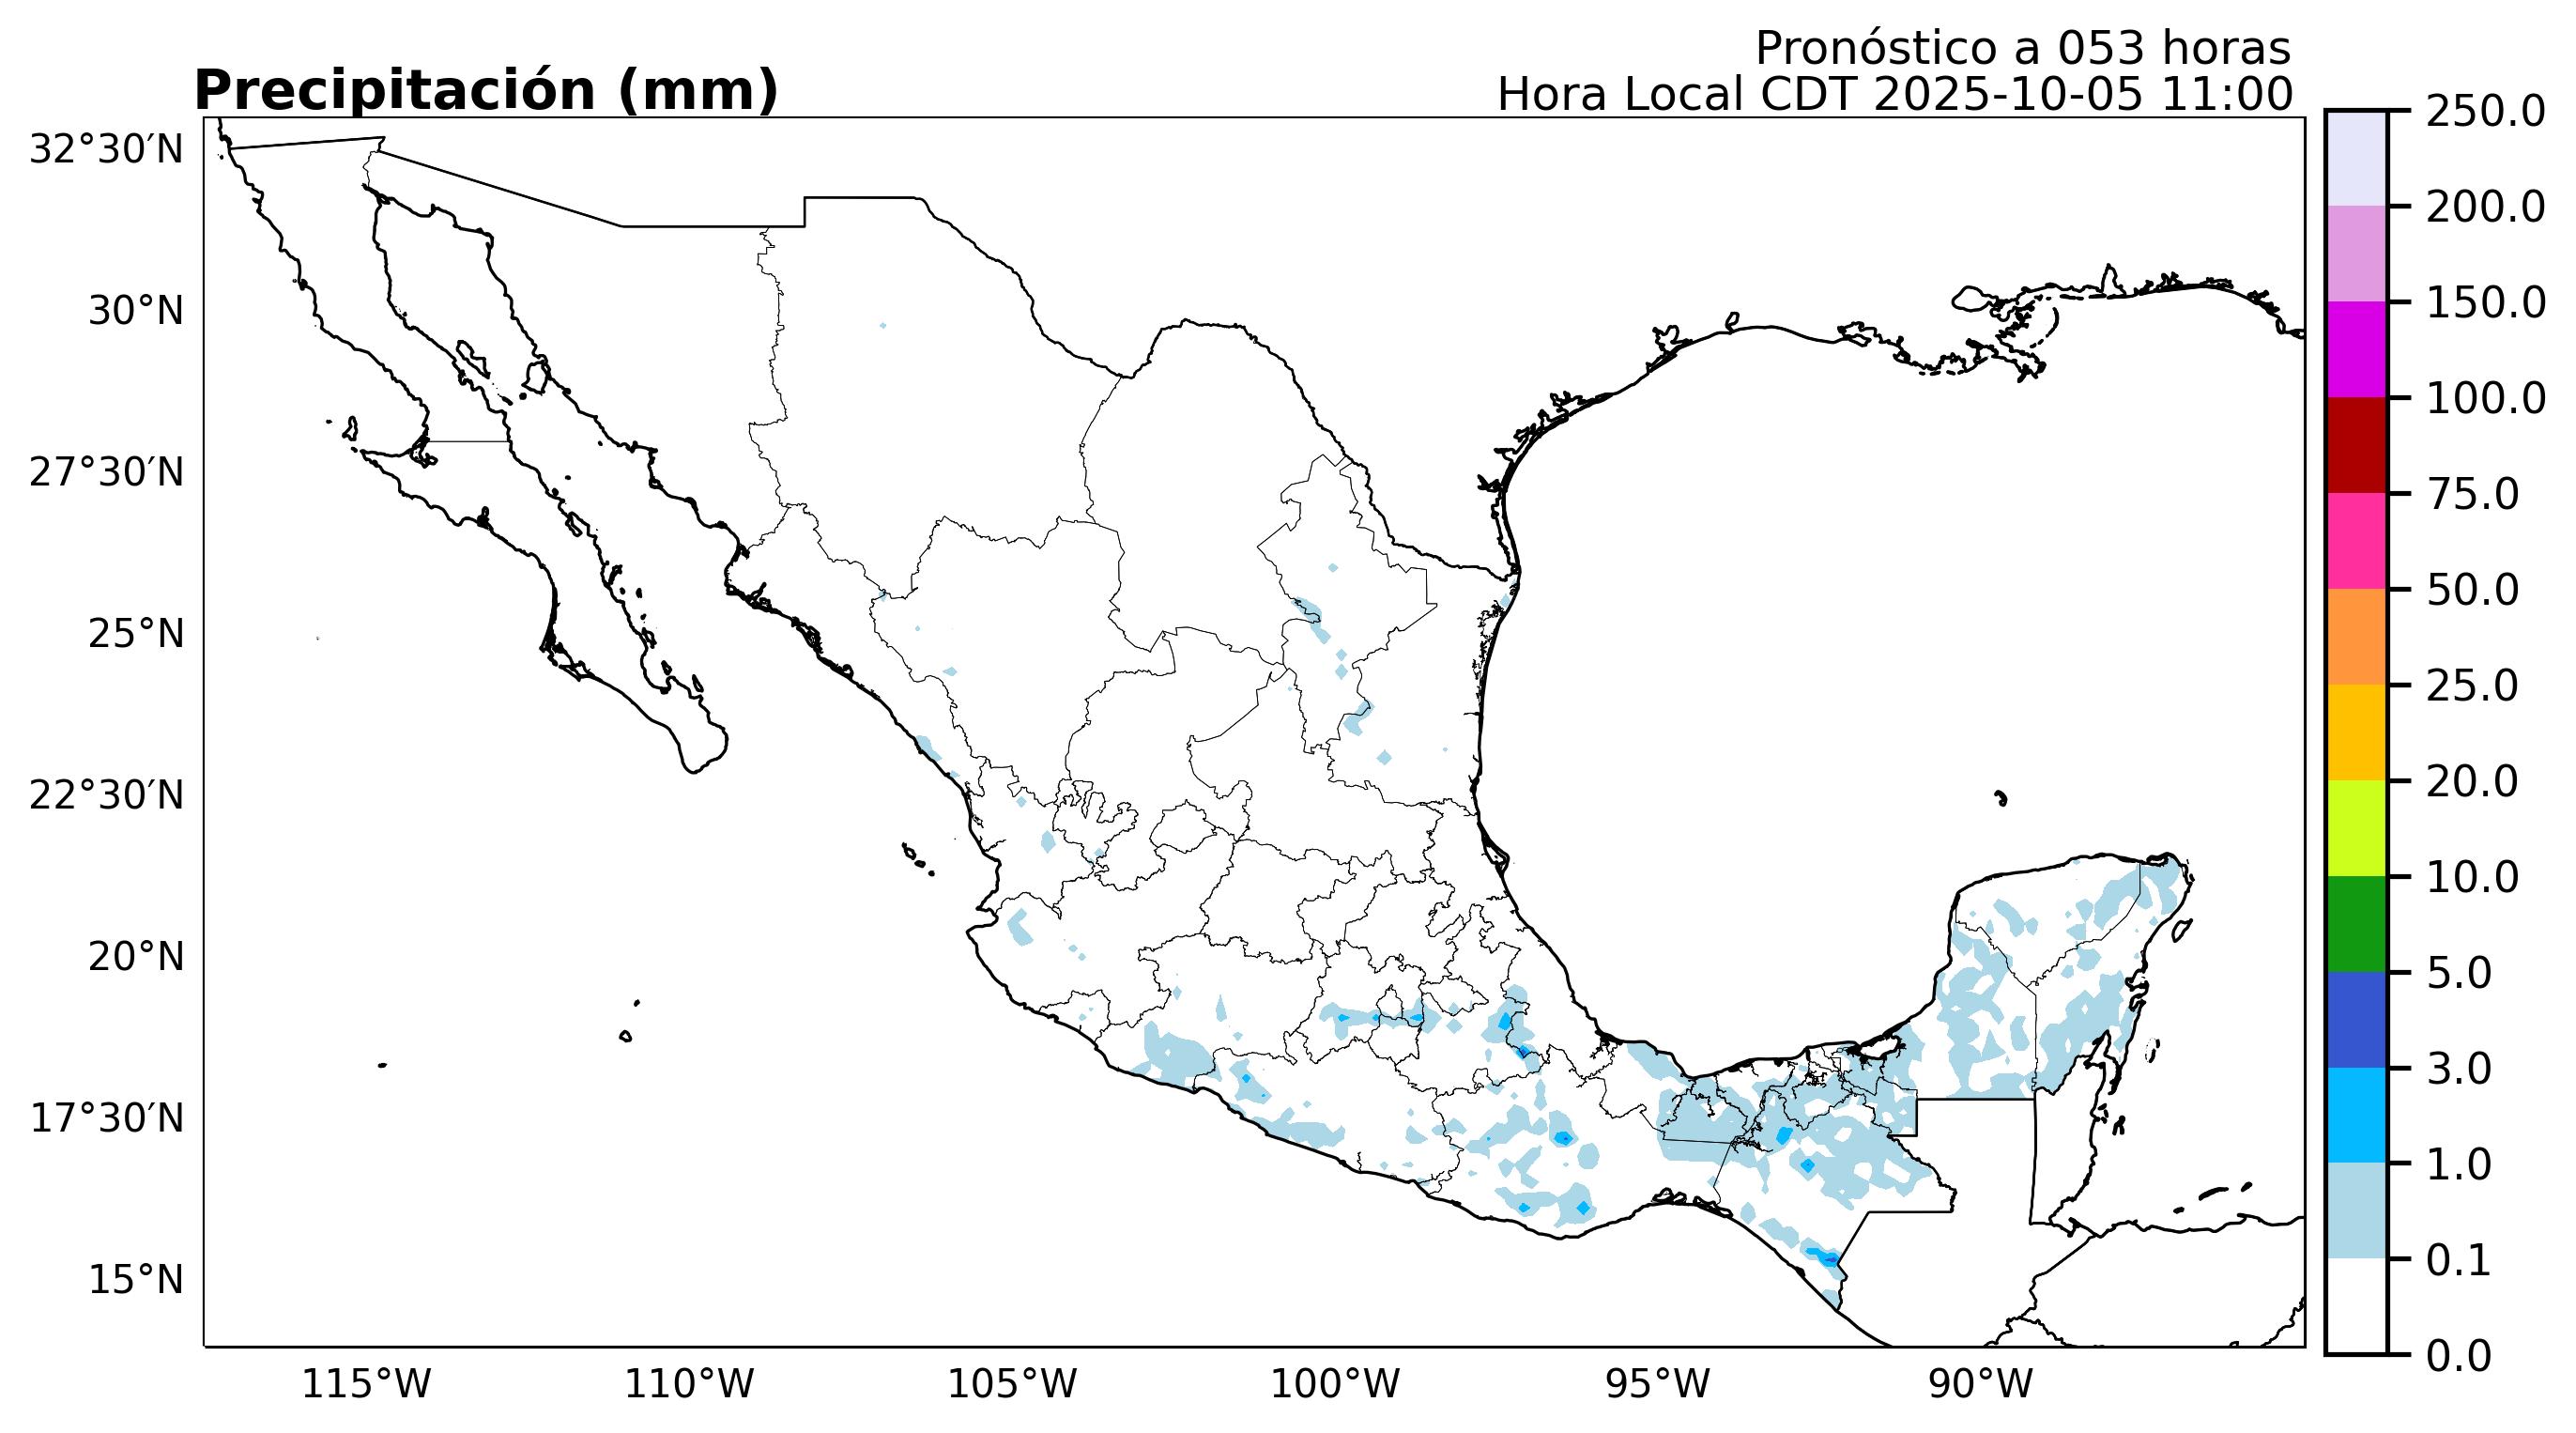 Pronóstico a 053 horas
Precipitación (mm)
Hora Local CDT 2025-10-05 11:00
32°30′N
30°N
27°30′N
25°N
22°30′N
20°N
17°30′N
15°N
115°W
110°W
105°W
100°W
95°W
90°W
250.0
200.0
150.0
100.0
75.0
50.0
25.0
20.0
10.0
5.0
3.0
1.0
0.1
0.0